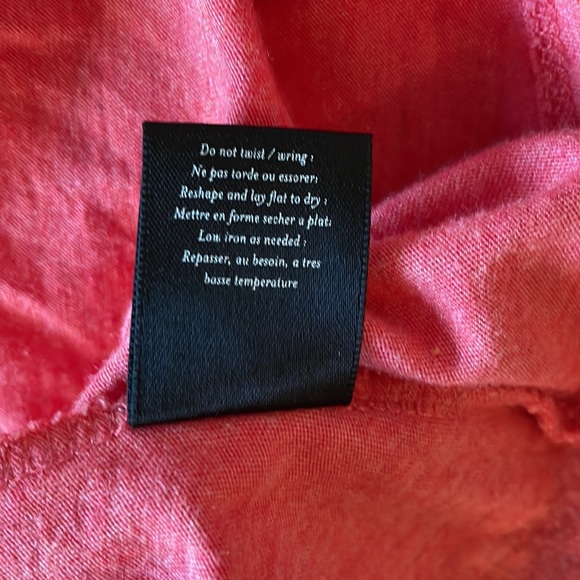 Do not twist / wring ;
Ne pas torde ou essorer;
Reshape and lay flat to dry ;
Mettre en forme secher a plat;
Low iron as needed ;
Repasser, au besoin, a tres
basse temperature